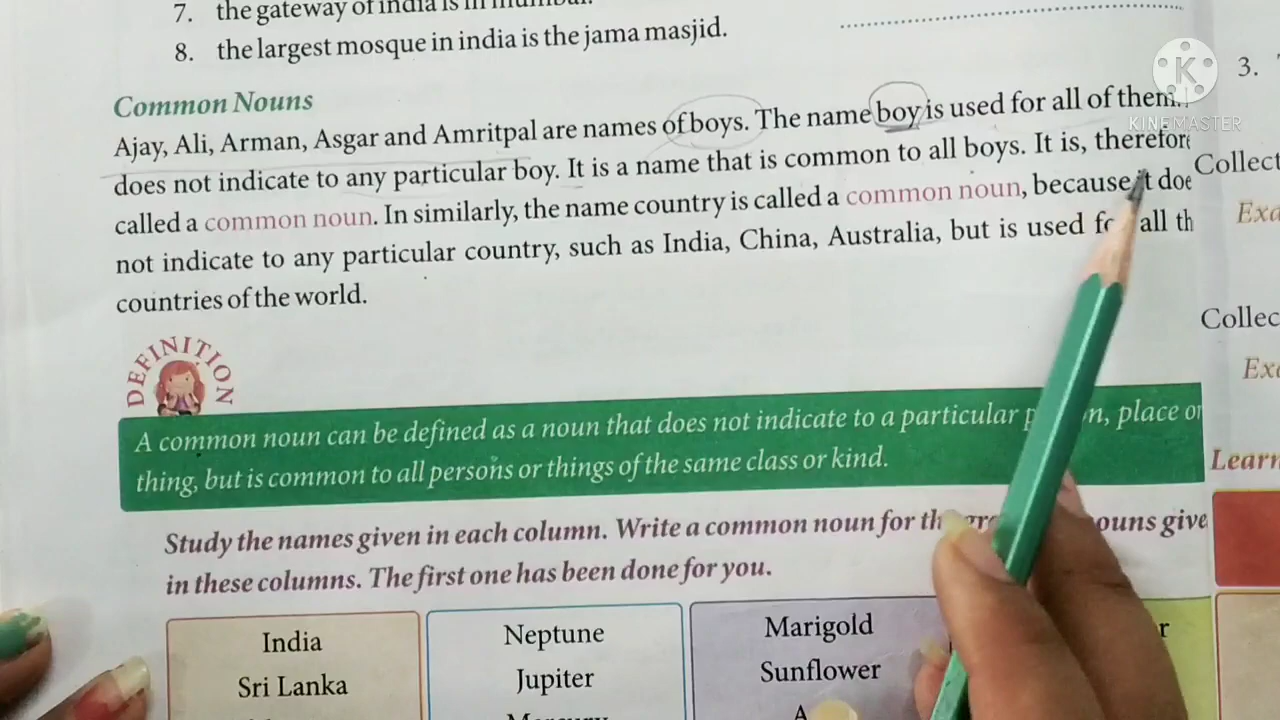 7. the gateway of india is in mumbai.
8. the largest mosque in india is the jama masjid.
Common Nouns
Ajay, Ali, Arman, Asgar and Amritpal are names of boys. The name boy is used for all of them.
does not indicate to any particular boy. It is a name that is common to all boys. It is, therefore
called a common noun. In similarly, the name country is called a common noun, because it doe
not indicate to any particular country, such as India, China, Australia, but is used for all th
countries of the world.
DEFINITION
A common noun can be defined as a noun that does not indicate to a particular place or
thing, but is common to all persons or things of the same class or kind.
Study the names given in each column. Write a common noun for the ouns give
in these columns. The first one has been done for you.
India
Sri Lanka
Neptune
Jupiter
Mercury
Marigold
Sunflower
r
3.
Collect
Exa
Collec
Exa
Learn
K
KINEMASTER